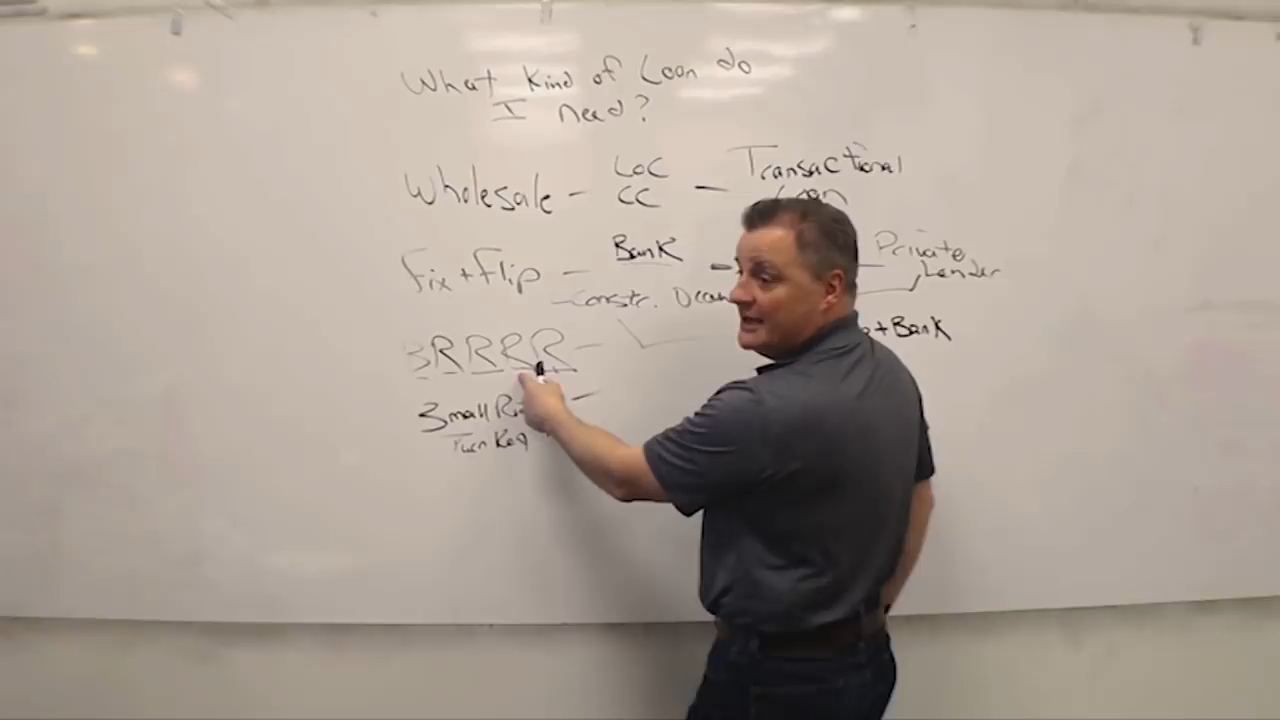 What kind of Loan do
I need?
Wholesale - LOC CC - Transactional Loan
Fix + Flip - Bank - Private Lender
Constr.
BRRRR - + Bank
Small
Turn Key